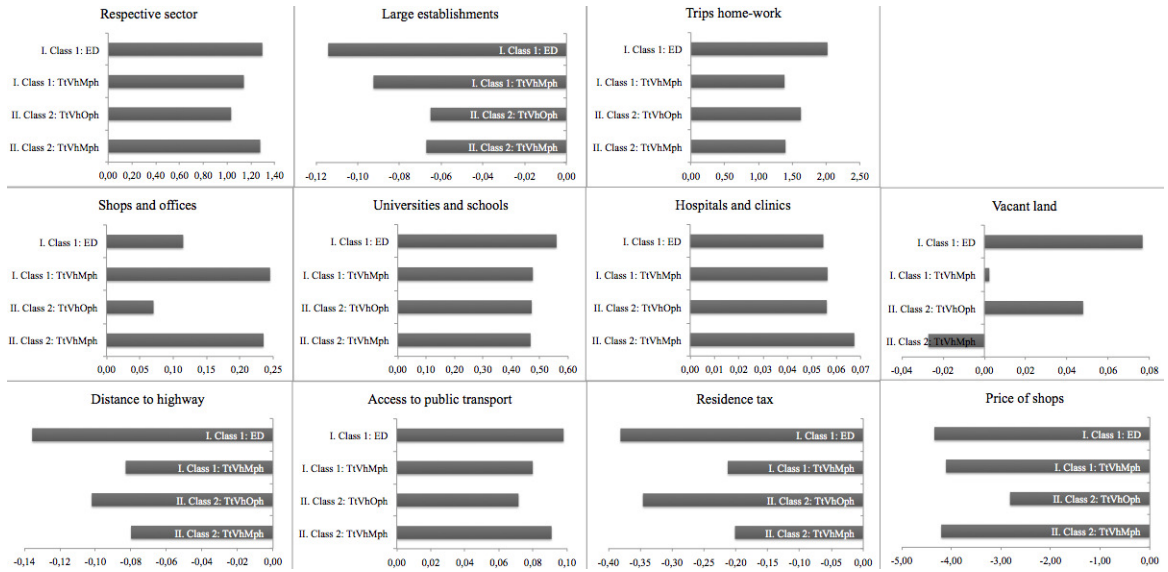 Respective sector
I. Class 1: ED
I. Class 1: TtVhMph
II. Class 2: TtVhOph
II. Class 2: TtVhMph
0,00 0,20 0,40 0,60 0,80 1,00 1,20 1,40
Large establishments
I. Class 1: ED
I. Class 1: TtVhMph
II. Class 2: TtVhOph
II. Class 2: TtVhMph
-0,12 -0,10 -0,08 -0,06 -0,04 -0,02 0,00
Trips home-work
I. Class 1: ED
I. Class 1: TtVhMph
II. Class 2: TtVhOph
II. Class 2: TtVhMph
0,00 0,50 1,00 1,50 2,00 2,50
Shops and offices
I. Class 1: ED
I. Class 1: TtVhMph
II. Class 2: TtVhOph
II. Class 2: TtVhMph
0,00 0,05 0,10 0,15 0,20 0,25
Universities and schools
I. Class 1: ED
I. Class 1: TtVhMph
II. Class 2: TtVhOph
II. Class 2: TtVhMph
0,00 0,10 0,20 0,30 0,40 0,50 0,60
Hospitals and clinics
I. Class 1: ED
I. Class 1: TtVhMph
II. Class 2: TtVhOph
II. Class 2: TtVhMph
0,00 0,01 0,02 0,03 0,04 0,05 0,06 0,07
Vacant land
I. Class 1: ED
I. Class 1: TtVhMph
II. Class 2: TtVhOph
II. Class 2: TtVhMph
-0,04 -0,02 0,00 0,02 0,04 0,06 0,08
Distance to highway
I. Class 1: ED
I. Class 1: TtVhMph
II. Class 2: TtVhOph
II. Class 2: TtVhMph
-0,14 -0,12 -0,10 -0,08 -0,06 -0,04 -0,02 0,00
Access to public transport
I. Class 1: ED
I. Class 1: TtVhMph
II. Class 2: TtVhOph
II. Class 2: TtVhMph
0,00 0,02 0,04 0,06 0,08 0,10
Residence tax
I. Class 1: ED
I. Class 1: TtVhMph
II. Class 2: TtVhOph
II. Class 2: TtVhMph
-0,40 -0,35 -0,30 -0,25 -0,20 -0,15 -0,10 -0,05 0,00
Price of shops
I. Class 1: ED
I. Class 1: TtVhMph
II. Class 2: TtVhOph
II. Class 2: TtVhMph
-5,00 -4,00 -3,00 -2,00 -1,00 0,00